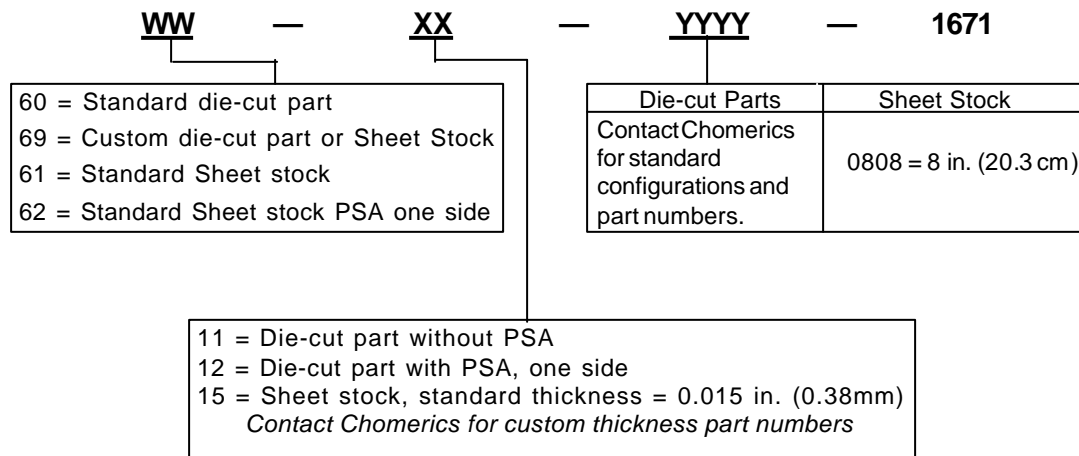 WW — XX — YYYY — 1671
60 = Standard die-cut part
69 = Custom die-cut part or Sheet Stock
61 = Standard Sheet stock
62 = Standard Sheet stock PSA one side
Die-cut Parts Sheet Stock
Contact Chomerics
for standard
configurations and
part numbers.
0808 = 8 in. (20.3 cm)
11 = Die-cut part without PSA
12 = Die-cut part with PSA, one side
15 = Sheet stock, standard thickness = 0.015 in. (0.38mm)
Contact Chomerics for custom thickness part numbers